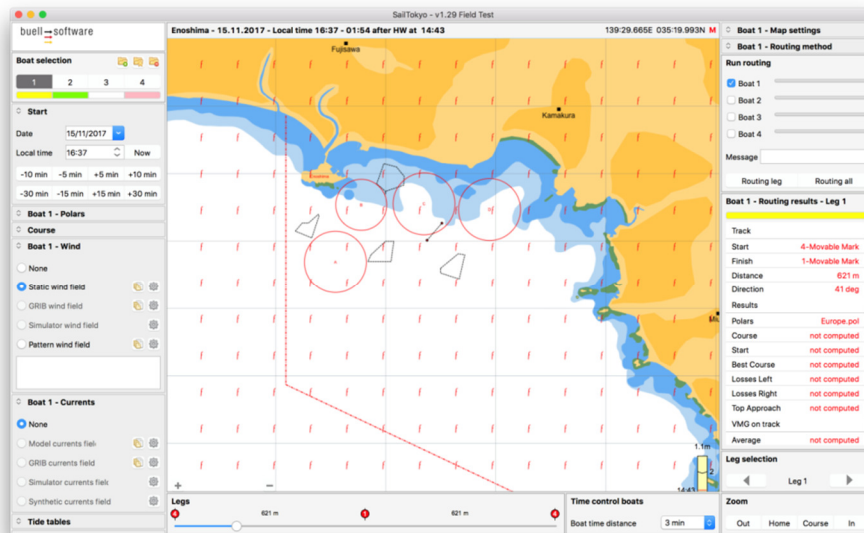 SailTokyo - v1.29 Field Test
buell software
Boat selection
1 2 3 4
Start
Date 15/11/2017
Local time 16:37 Now
-10 min -5 min +5 min +10 min
-30 min -15 min +15 min +30 min
Boat 1 - Polars
Course
Boat 1 - Wind
None
Static wind field
GRIB wind field
Simulator wind field
Pattern wind field
Boat 1 - Currents
None
Model currents fiel
GRIB currents field
Simulator currents field
Synthetic currents field
Tide tables
Enoshima - 15.11.2017 - Local time 16:37 - 01:54 after HW at 14:43
139:29.665E 035:19.993N M
Fujisawa
Kamakura
1.1m
2
14:43
Legs
4 621 m 1 621 m 4
Time control boats
Boat time distance 3 min
Boat 1 - Map settings
Boat 1 - Routing method
Run routing
Boat 1
Boat 2
Boat 3
Boat 4
Message
Routing leg Routing all
Boat 1 - Routing results - Leg 1
Track
Start 4-Movable Mark
Finish 1-Movable Mark
Distance 621 m
Direction 41 deg
Results
Polars Europe.pol
Course not computed
Start not computed
Best Course not computed
Losses Left not computed
Losses Right not computed
Top Approach not computed
VMG on track
Average not computed
Leg selection
Leg 1
Zoom
Out Home Course In